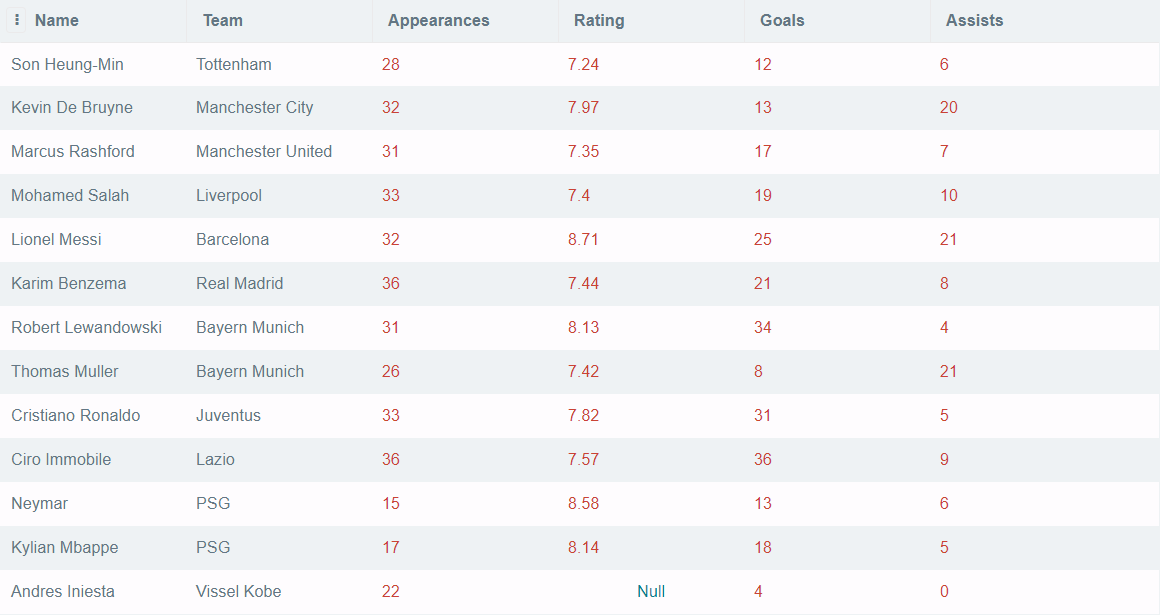 Name Team Appearances Rating Goals Assists
Son Heung-Min Tottenham 28 7.24 12 6
Kevin De Bruyne Manchester City 32 7.97 13 20
Marcus Rashford Manchester United 31 7.35 17 7
Mohamed Salah Liverpool 33 7.4 19 10
Lionel Messi Barcelona 32 8.71 25 21
Karim Benzema Real Madrid 36 7.44 21 8
Robert Lewandowski Bayern Munich 31 8.13 34 4
Thomas Muller Bayern Munich 26 7.42 8 21
Cristiano Ronaldo Juventus 33 7.82 31 5
Ciro Immobile Lazio 36 7.57 36 9
Neymar PSG 15 8.58 13 6
Kylian Mbappe PSG 17 8.14 18 5
Andres Iniesta Vissel Kobe 22 Null 4 0